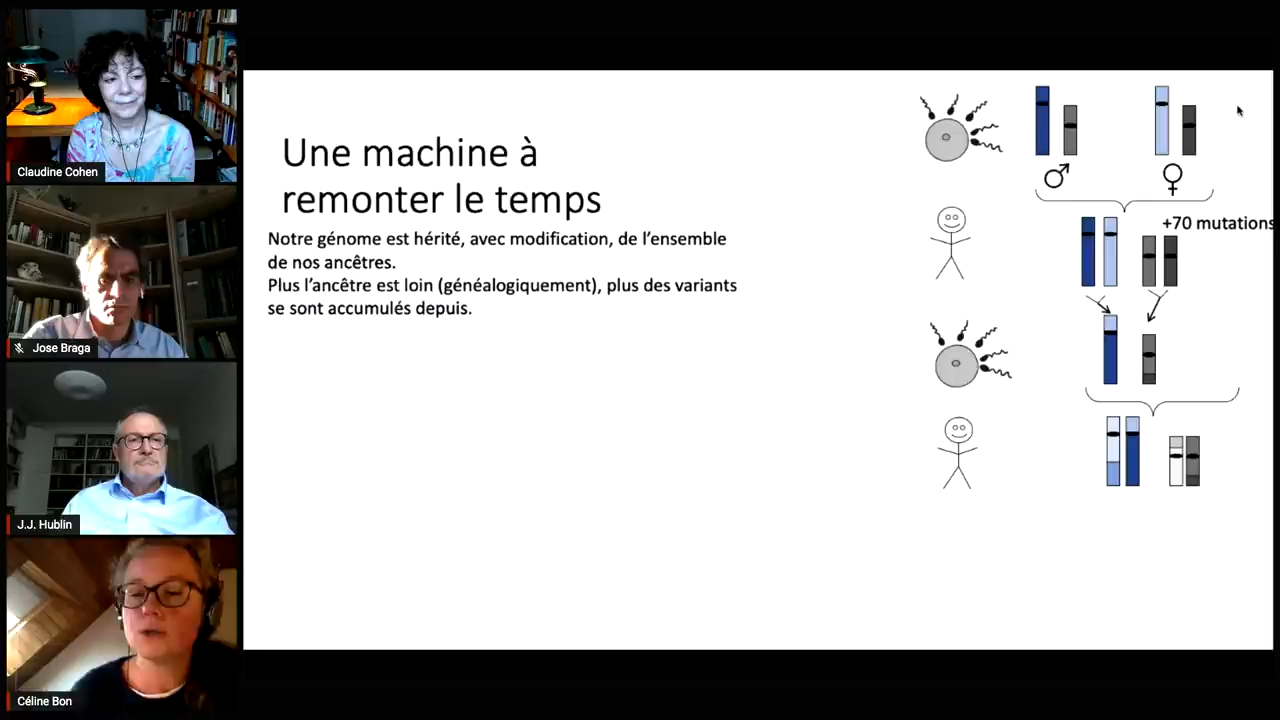 Claudine Cohen
Jose Braga
J.J. Hublin
Céline Bon
Une machine à
remonter le temps
Notre génome est hérité, avec modification, de l'ensemble
de nos ancêtres.
Plus l'ancêtre est loin (généalogiquement), plus des variants
se sont accumulés depuis.
♂
♀
+70 mutations